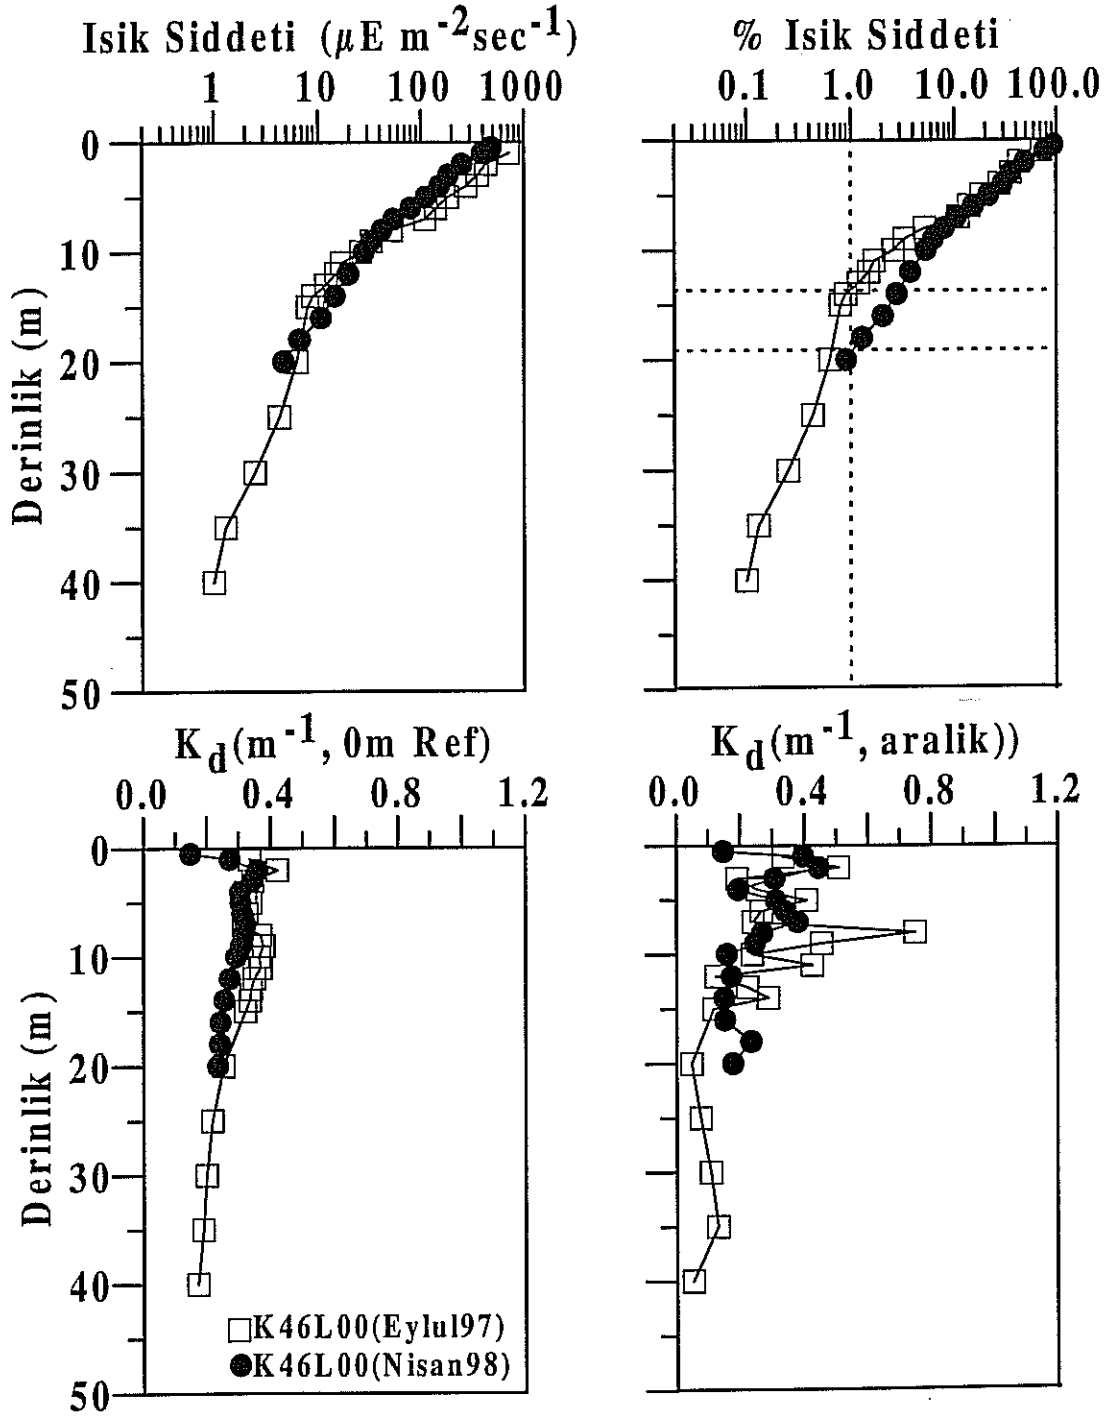 Isik Siddeti (µE m-2sec-1)
1 10 100 1000
0
10
20
30
40
50
Derinlik (m)
% Isik Siddeti
0.1 1.0 10.0 100.0
Kd(m-1, 0m Ref)
0.0 0.4 1.2
0
10
20
30
40
50
Derinlik (m)
K46L00(Eylul97)
K46L00(Nisan98)
Kd(m-1, aralik))
0.0 0.4 0.8 1.2